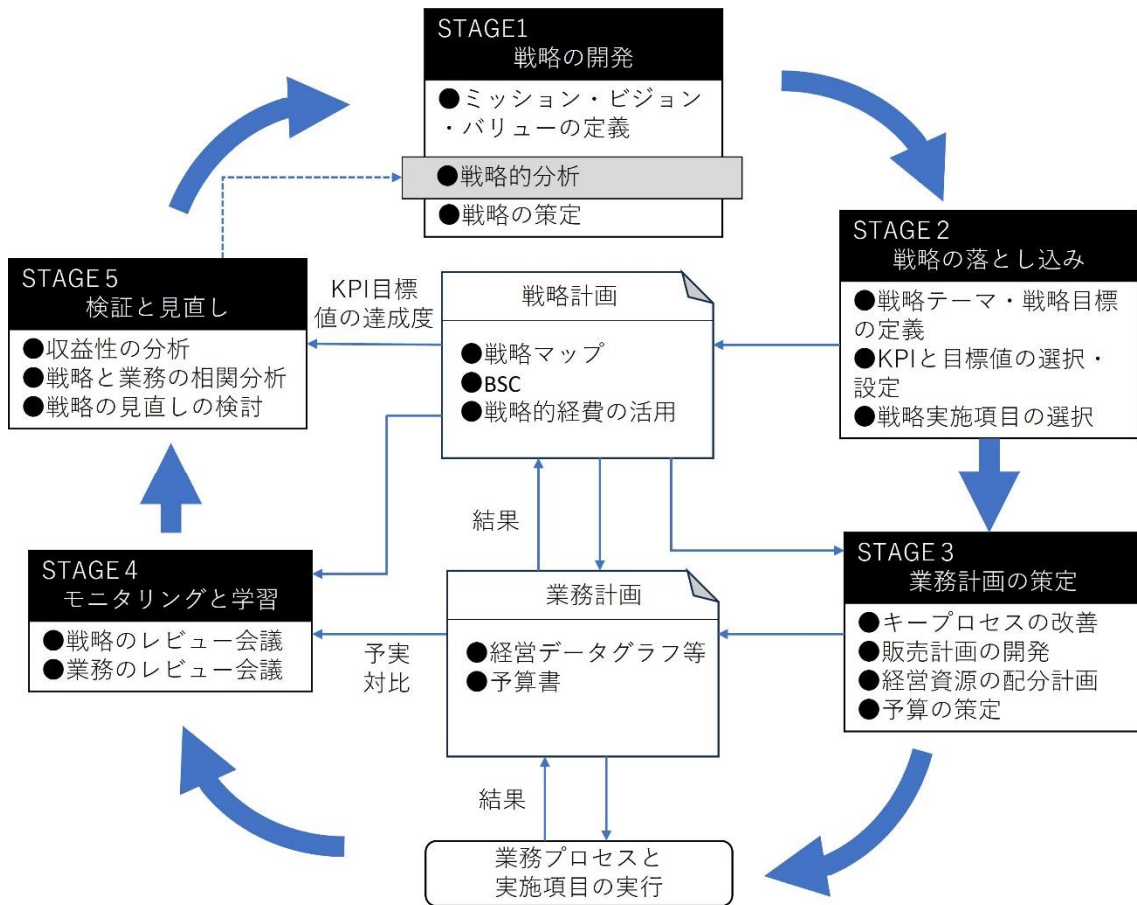 STAGE1
戦略の開発
●ミッション・ビジョン
・バリューの定義
●戦略的分析
●戦略の策定
STAGE 2
戦略の落とし込み
●戦略テーマ・戦略目標
の定義
●KPIと目標値の選択・
設定
●戦略実施項目の選択
STAGE 5
検証と見直し
●収益性の分析
●戦略と業務の相関分析
●戦略の見直しの検討
KPI目標
値の達成度
戦略計画
●戦略マップ
●BSC
●戦略的経費の活用
結果
STAGE 3
業務計画の策定
●キープロセスの改善
●販売計画の開発
●経営資源の配分計画
●予算の策定
STAGE 4
モニタリングと学習
●戦略のレビュー会議
●業務のレビュー会議
予実
対比
業務計画
●経営データグラフ等
●予算書
結果
業務プロセスと
実施項目の実行